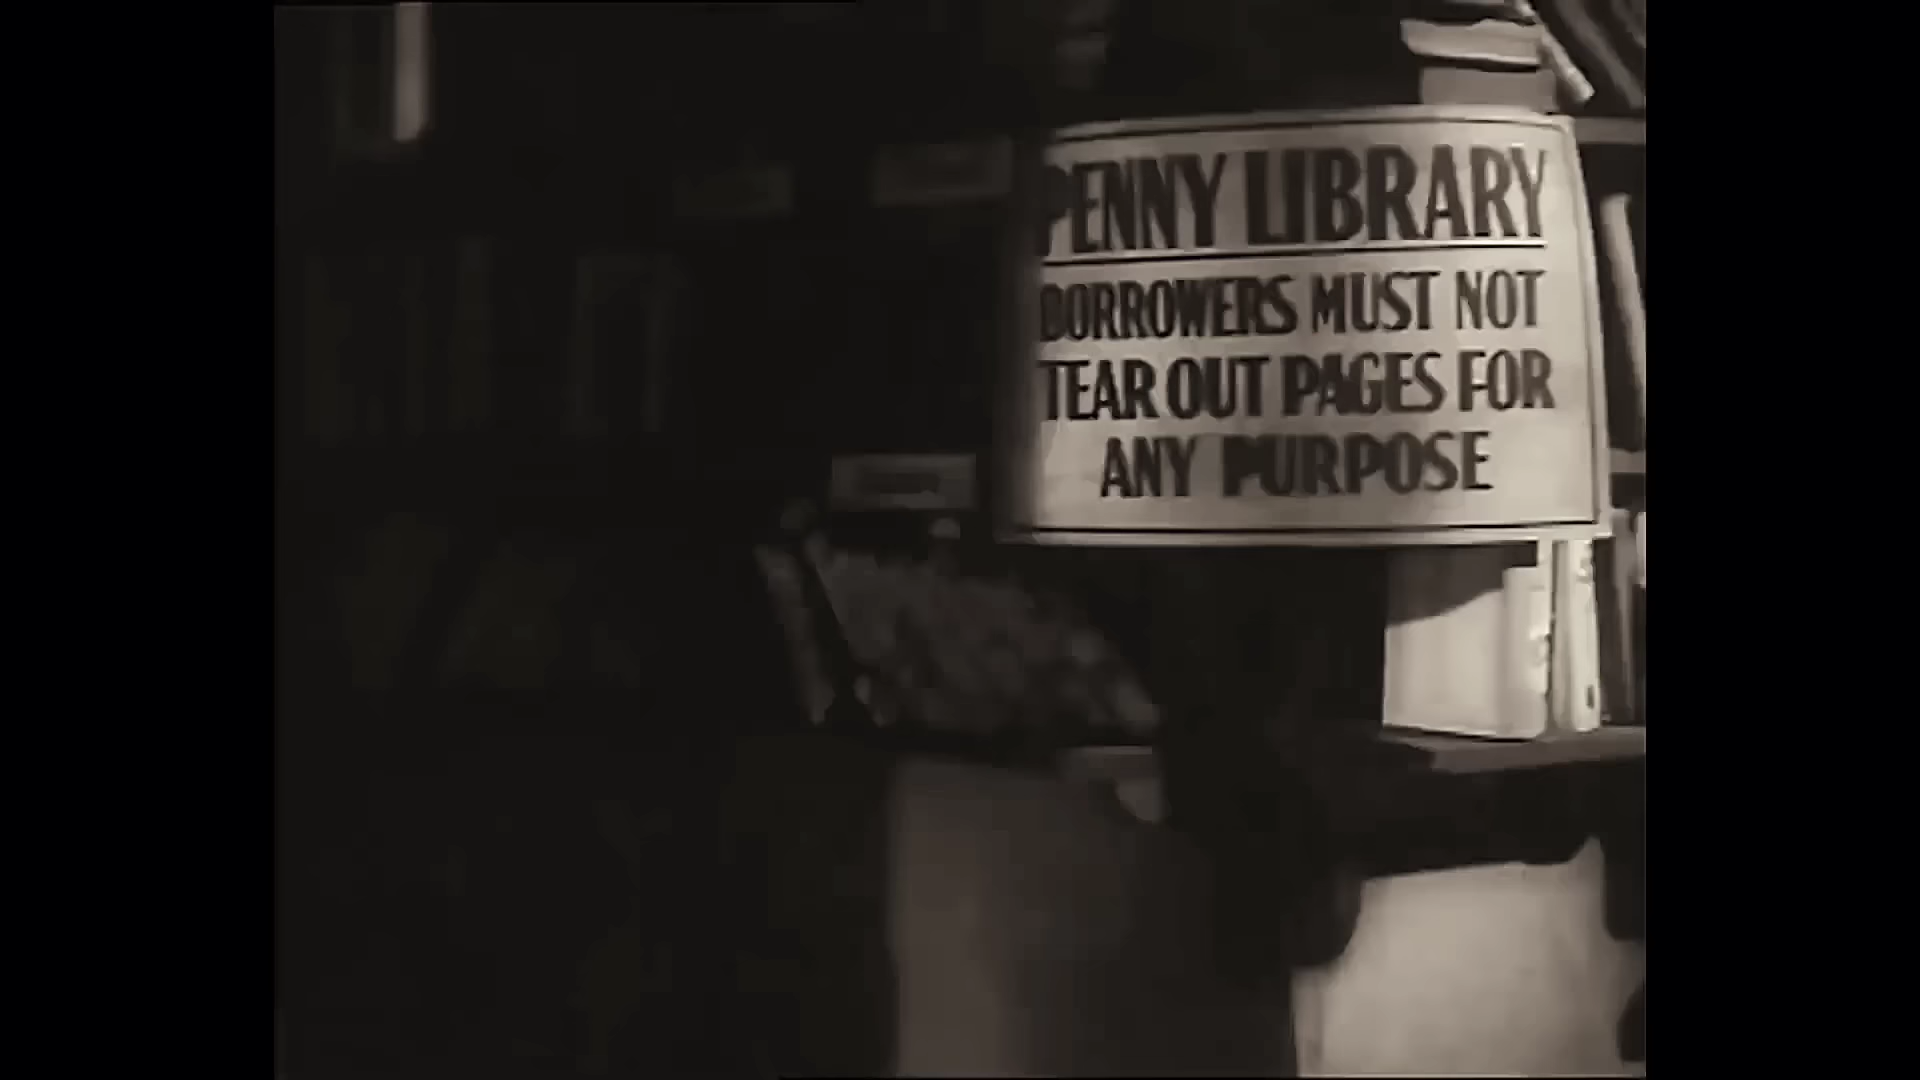 PENNY LIBRARY
BORROWERS MUST NOT
TEAR OUT PAGES FOR
ANY PURPOSE